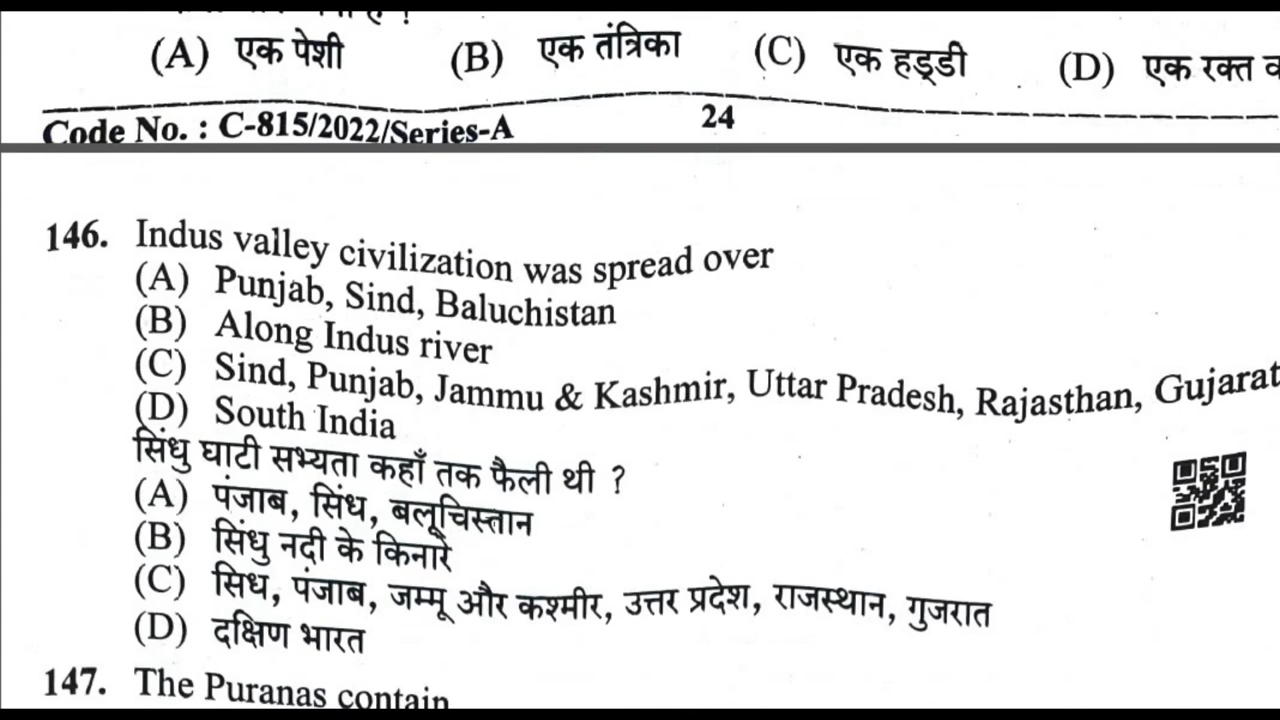 (A) एक पेशी (B) एक तंत्रिका (C) एक हड्डी (D) एक रक्त
Code No. : C-815/2022/Series-A 24
146. Indus valley civilization was spread over
(A) Punjab, Sind, Baluchistan
(B) Along Indus river
(C) Sind, Punjab, Jammu & Kashmir, Uttar Pradesh, Rajasthan, Gujarat
(D) South India
सिंधु घाटी सभ्यता कहाँ तक फैली थी ?
(A) पंजाब, सिंध, बलूचिस्तान
(B) सिंधु नदी के किनारे
(C) सिध, पंजाब, जम्मू और कश्मीर, उत्तर प्रदेश, राजस्थान, गुजरात
(D) दक्षिण भारत
147. The Puranas contain